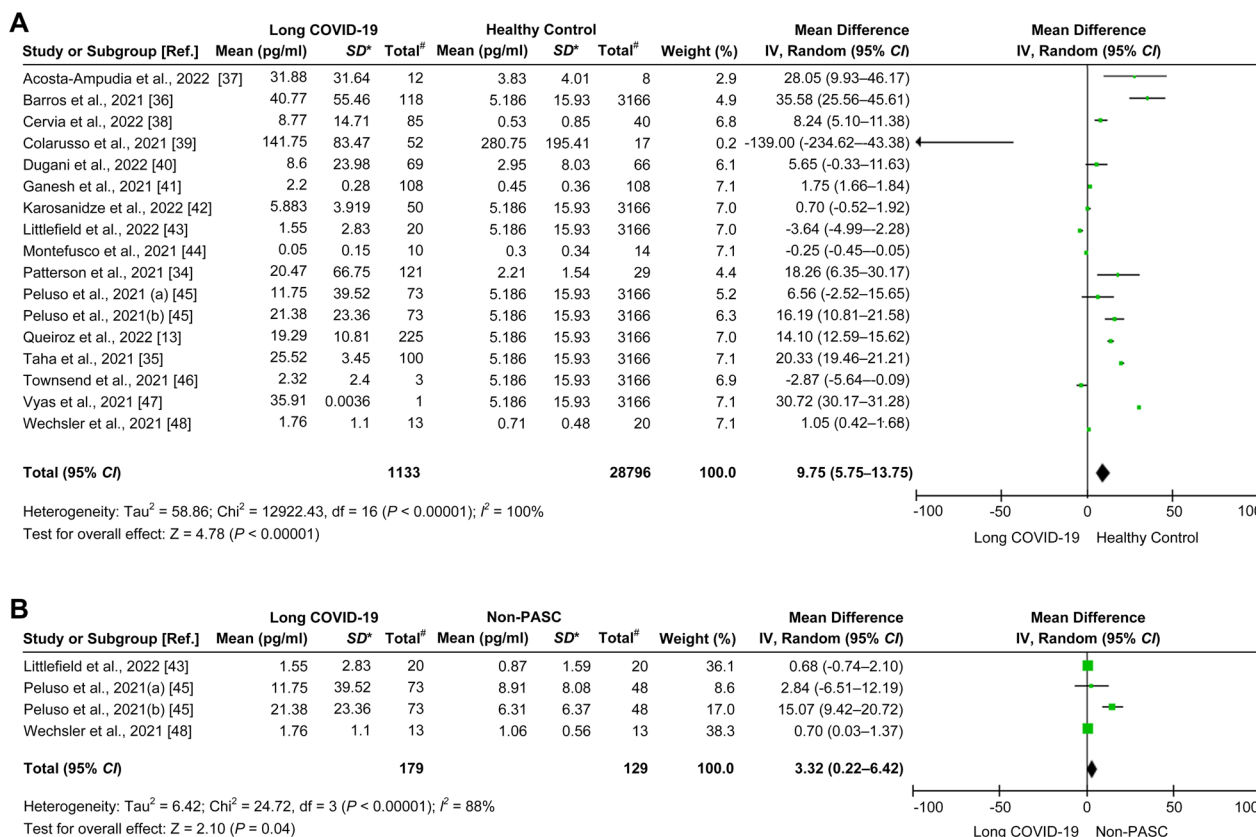 A
Long COVID-19 Healthy Control Mean Difference Mean Difference
Study or Subgroup [Ref.] Mean (pg/ml) SD* Total# Mean (pg/ml) SD* Total# Weight (%) IV, Random (95% CI) IV, Random (95% CI)
Acosta-Ampudia et al., 2022 [37] 31.88 31.64 12 3.83 4.01 8 2.9 28.05 (9.93–46.17)
Barros et al., 2021 [36] 40.77 55.46 118 5.186 15.93 3166 4.9 35.58 (25.56–45.61)
Cervia et al., 2022 [38] 8.77 14.71 85 0.53 0.85 40 6.8 8.24 (5.10–11.38)
Colarusso et al., 2021 [39] 141.75 83.47 52 280.75 195.41 17 0.2 -139.00 (-234.62–-43.38)
Dugani et al., 2022 [40] 8.6 23.98 69 2.95 8.03 66 6.1 5.65 (-0.33–11.63)
Ganesh et al., 2021 [41] 2.2 0.28 108 0.45 0.36 108 7.1 1.75 (1.66–1.84)
Karosanidze et al., 2022 [42] 5.883 3.919 50 5.186 15.93 3166 7.0 0.70 (-0.52–1.92)
Littlefield et al., 2022 [43] 1.55 2.83 20 5.186 15.93 3166 7.0 -3.64 (-4.99–-2.28)
Montefusco et al., 2021 [44] 0.05 0.15 10 0.3 0.34 14 7.1 -0.25 (-0.45–-0.05)
Patterson et al., 2021 [34] 20.47 66.75 121 2.21 1.54 29 4.4 18.26 (6.35–30.17)
Peluso et al., 2021 (a) [45] 11.75 39.52 73 5.186 15.93 3166 5.2 6.56 (-2.52–15.65)
Peluso et al., 2021(b) [45] 21.38 23.36 73 5.186 15.93 3166 6.3 16.19 (10.81–21.58)
Queiroz et al., 2022 [13] 19.29 10.81 225 5.186 15.93 3166 7.0 14.10 (12.59–15.62)
Taha et al., 2021 [35] 25.52 3.45 100 5.186 15.93 3166 7.1 20.33 (19.46–21.21)
Townsend et al., 2021 [46] 2.32 2.4 3 5.186 15.93 3166 6.9 -2.87 (-5.64–-0.09)
Vyas et al., 2021 [47] 35.91 0.0036 1 5.186 15.93 3166 7.1 30.72 (30.17–31.28)
Wechsler et al., 2021 [48] 1.76 1.1 13 0.71 0.48 20 7.1 1.05 (0.42–1.68)
Total (95% CI) 1133 28796 100.0 9.75 (5.75–13.75)
Heterogeneity: Tau² = 58.86; Chi² = 12922.43, df = 16 (P < 0.00001); I² = 100%
Test for overall effect: Z = 4.78 (P < 0.00001)
-100 -50 0 50 100
Long COVID-19 Healthy Control
B
Long COVID-19 Non-PASC Mean Difference Mean Difference
Study or Subgroup [Ref.] Mean (pg/ml) SD* Total# Mean (pg/ml) SD* Total# Weight (%) IV, Random (95% CI) IV, Random (95% CI)
Littlefield et al., 2022 [43] 1.55 2.83 20 0.87 1.59 20 36.1 0.68 (-0.74–2.10)
Peluso et al., 2021(a) [45] 11.75 39.52 73 8.91 8.08 48 8.6 2.84 (-6.51–12.19)
Peluso et al., 2021(b) [45] 21.38 23.36 73 6.31 6.37 48 17.0 15.07 (9.42–20.72)
Wechsler et al., 2021 [48] 1.76 1.1 13 1.06 0.56 13 38.3 0.70 (0.03–1.37)
Total (95% CI) 179 129 100.0 3.32 (0.22–6.42)
Heterogeneity: Tau² = 6.42; Chi² = 24.72, df = 3 (P < 0.00001); I² = 88%
Test for overall effect: Z = 2.10 (P = 0.04)
-100 -50 0 50 100
Long COVID-19 Non-PASC